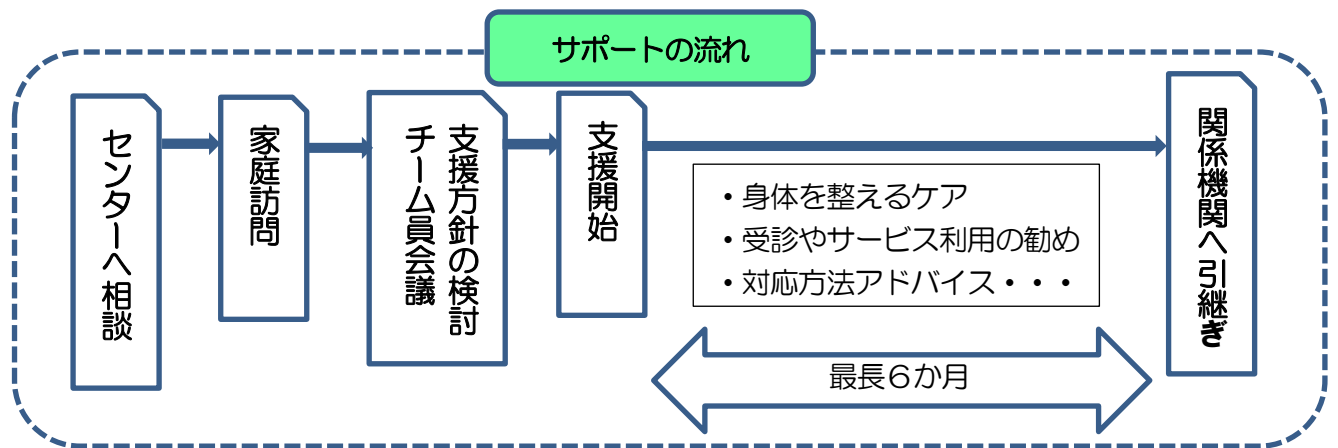 サポートの流れ
センターへ相談
家庭訪問
支援方針の検討
チーム員会議
支援開始
・身体を整えるケア
・受診やサービス利用の勧め
・対応方法アドバイス・・・
最長６か月
関係機関へ引継ぎ